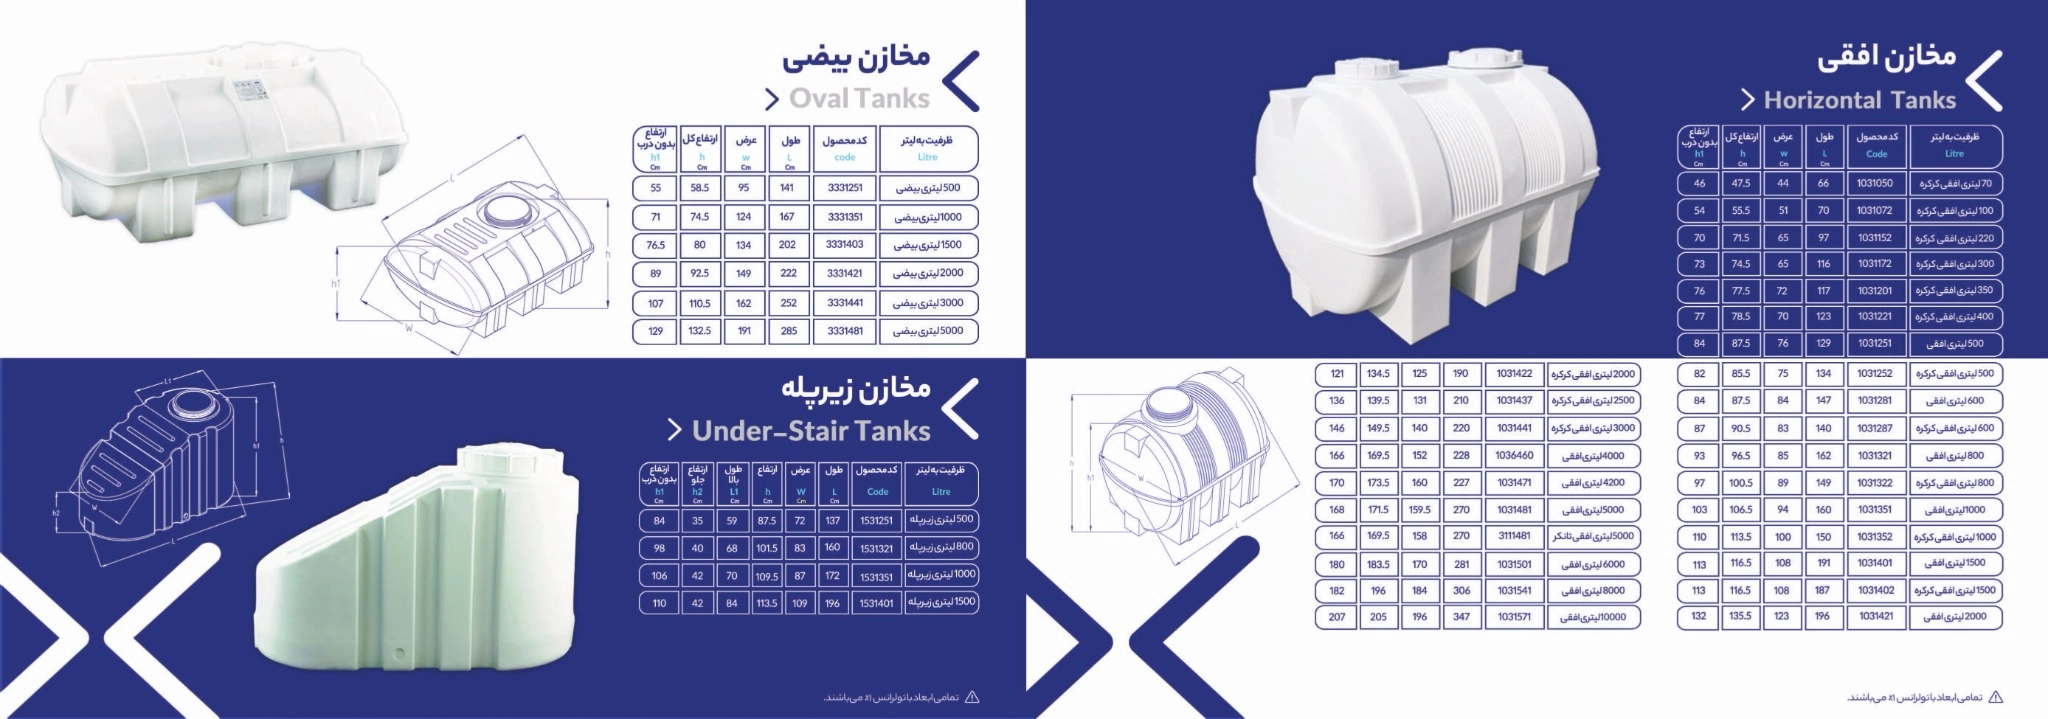 مخازن بیضی
Oval Tanks
ظرفیت به لیتر Litre | کد محصول code | طول L Cm | عرض w Cm | ارتفاع کل h Cm | ارتفاع بدون درب h1 Cm
500 لیتری بیضی 3331251 141 95 58.5 55
1000 لیتری بیضی 3331351 167 124 74.5 71
1500 لیتری بیضی 3331403 202 134 80 76.5
2000 لیتری بیضی 3331421 222 149 92.5 89
3000 لیتری بیضی 3331441 252 162 110.5 107
5000 لیتری بیضی 3331481 285 191 132.5 129
L
h
h1
W
مخازن زیرپله
Under-Stair Tanks
ظرفیت به لیتر Litre | کد محصول Code | طول L Cm | عرض W Cm | ارتفاع h Cm | طول بالا L1 Cm | ارتفاع جلو h2 Cm | ارتفاع بدون درب h1 Cm
500 لیتری زیرپله 1531251 137 72 87.5 59 35 84
800 لیتری زیرپله 1531321 160 83 101.5 68 40 98
1000 لیتری زیرپله 1531351 172 87 109.5 70 42 106
1500 لیتری زیرپله 1531401 196 109 113.5 84 42 110
L1
h1
h
h2
W
L
تمامی ابعاد با تولرانس ٪۱ می‌باشند.
مخازن افقی
Horizontal Tanks
ظرفیت به لیتر Litre | کد محصول Code | طول L Cm | عرض w Cm | ارتفاع کل h Cm | ارتفاع بدون درب h1 Cm
70 لیتری افقی کرکره 1031050 66 44 47.5 46
100 لیتری افقی کرکره 1031072 70 51 55.5 54
220 لیتری افقی کرکره 1031152 97 65 71.5 70
300 لیتری افقی کرکره 1031172 116 65 74.5 73
350 لیتری افقی کرکره 1031201 117 72 77.5 76
400 لیتری افقی کرکره 1031221 123 70 78.5 77
500 لیتری افقی 1031251 129 76 87.5 84
500 لیتری افقی کرکره 1031252 134 75 85.5 82
600 لیتری افقی 1031281 147 84 87.5 84
600 لیتری افقی کرکره 1031287 140 83 90.5 87
800 لیتری افقی 1031321 162 85 96.5 93
800 لیتری افقی کرکره 1031322 149 89 100.5 97
1000 لیتری افقی 1031351 160 94 106.5 103
1000 لیتری افقی کرکره 1031352 150 100 113.5 110
1500 لیتری افقی 1031401 191 108 116.5 113
1500 لیتری افقی کرکره 1031402 187 108 116.5 113
2000 لیتری افقی 1031421 196 123 135.5 132
2000 لیتری افقی کرکره 1031422 190 125 134.5 121
2500 لیتری افقی کرکره 1031437 210 131 139.5 136
3000 لیتری افقی کرکره 1031441 220 140 149.5 146
4000 لیتری افقی 1036460 228 152 169.5 166
4200 لیتری افقی 1031471 227 160 173.5 170
5000 لیتری افقی 1031481 270 159.5 171.5 168
5000 لیتری افقی تانکر 3111481 270 158 169.5 166
6000 لیتری افقی 1031501 281 170 183.5 180
8000 لیتری افقی 1031541 306 184 196 182
10000 لیتری افقی 1031571 347 196 205 207
h
h1
W
L
تمامی ابعاد با تولرانس ٪۱ می‌باشند.